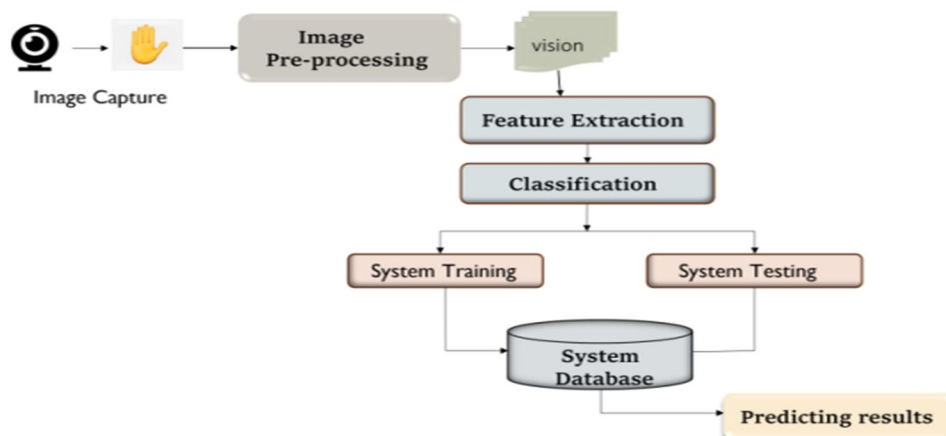 Image
Pre-processing
vision
Image Capture
Feature Extraction
Classification
System Training
System Testing
System
Database
Predicting results